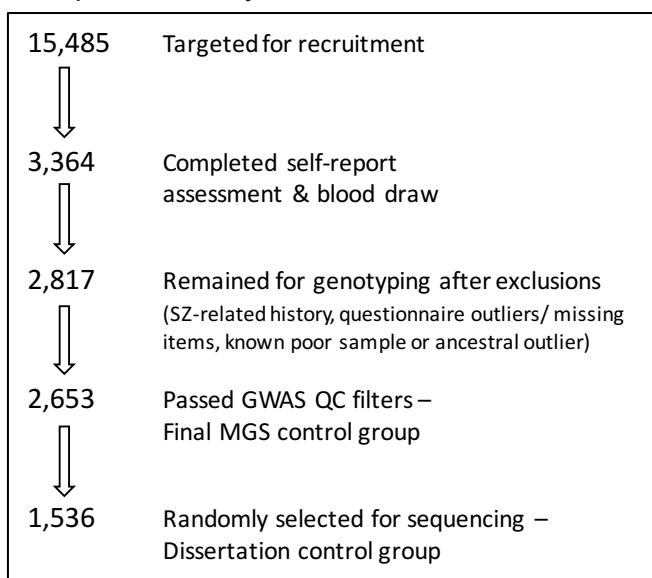 15,485 Targeted for recruitment
3,364 Completed self-report
assessment & blood draw
2,817 Remained for genotyping after exclusions
(SZ-related history, questionnaire outliers/ missing
items, known poor sample or ancestral outlier)
2,653 Passed GWAS QC filters –
Final MGS control group
1,536 Randomly selected for sequencing –
Dissertation control group